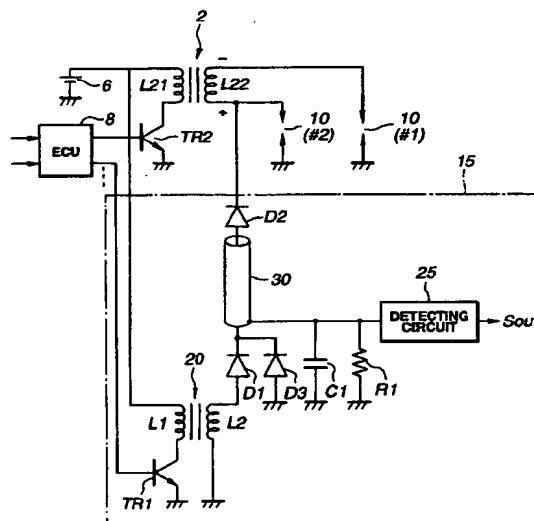 2
−
6
L21
L22
8
+
10
(#2)
10
(#1)
TR2
ECU
15
D2
30
25
DETECTING
CIRCUIT
Sout
20
D1
D3
C1
R1
L1
L2
TR1